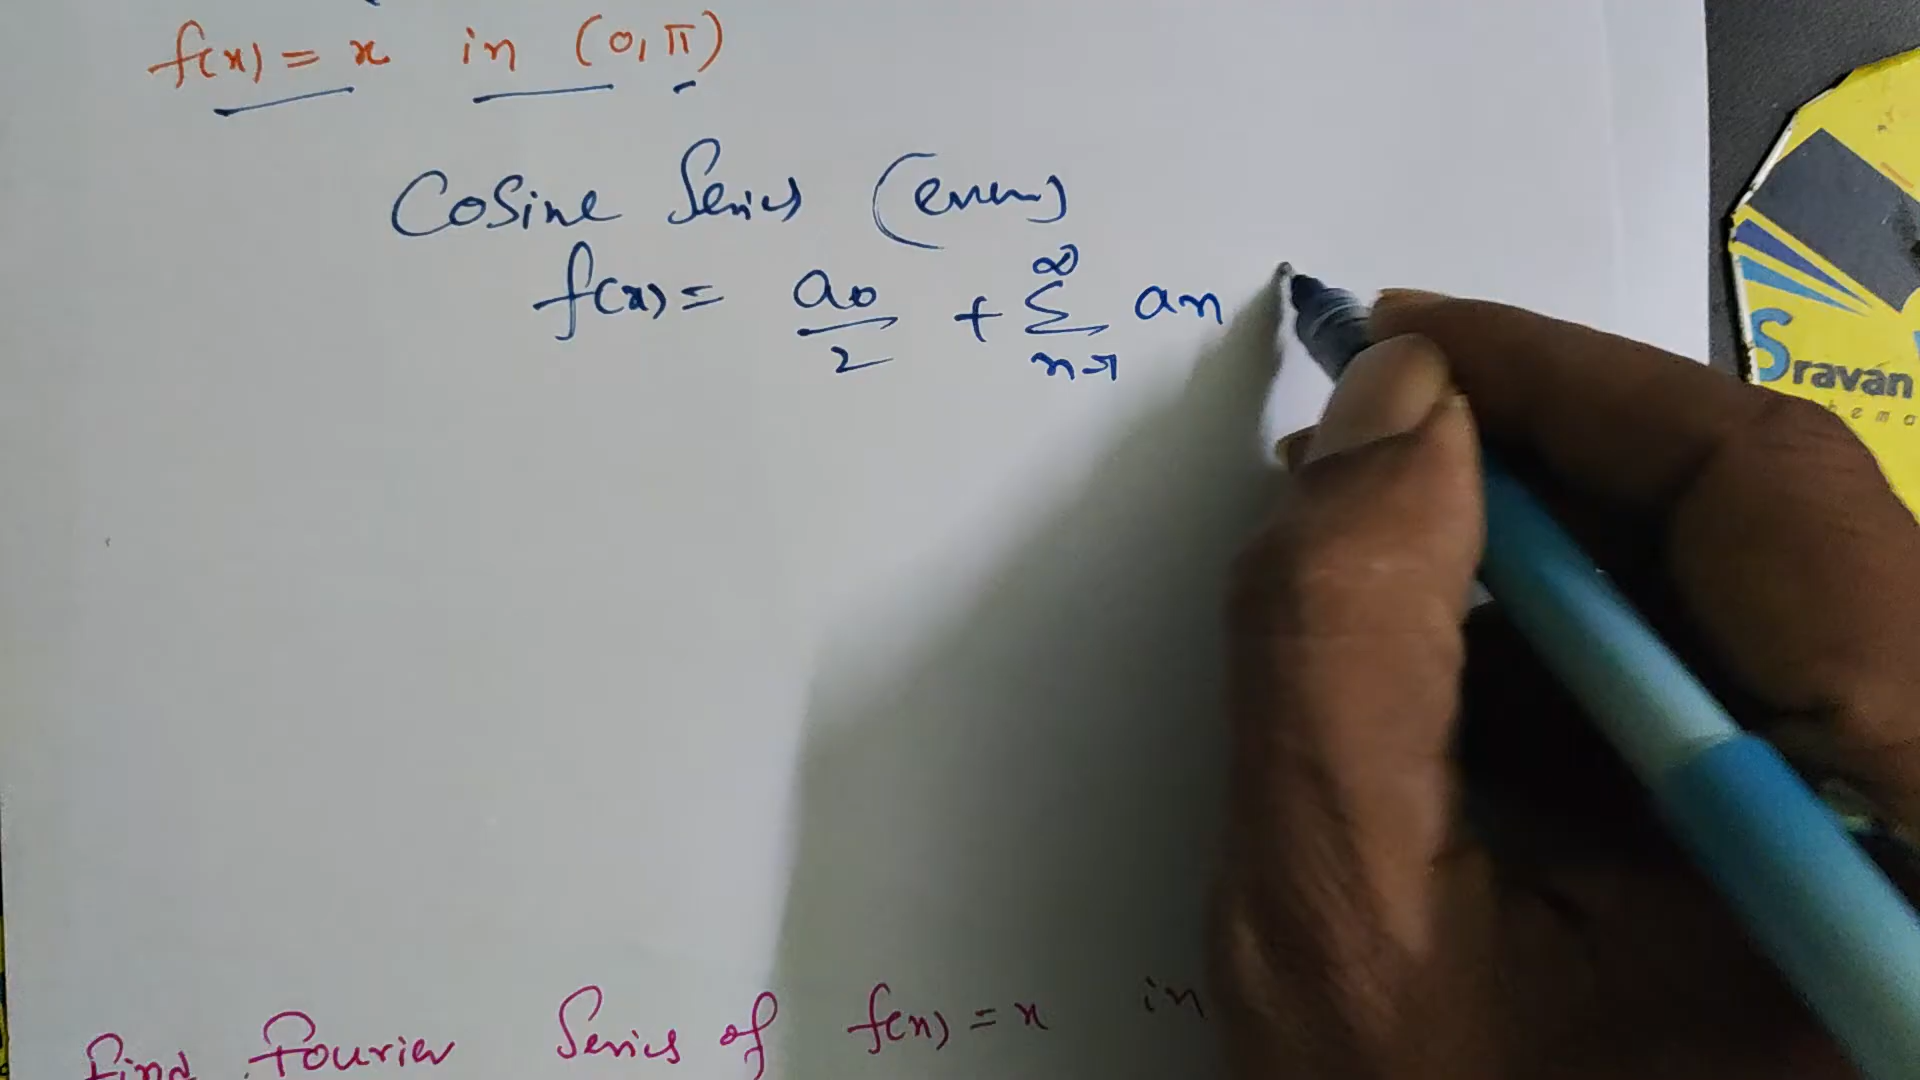 f(x) = x in (0, π)
Cosine Series (even)
f(x) = a0/2 + ∞ Σ n=1 an
Find Fourier Series of f(x) = x in
Sravan